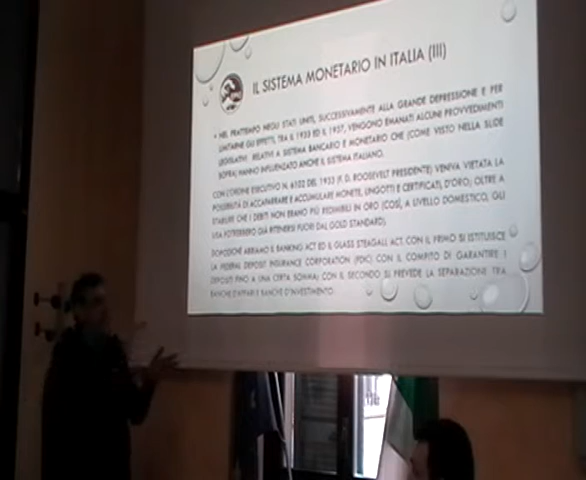 IL SISTEMA MONETARIO IN ITALIA (III)
• NEL FRATTEMPO NEGLI STATI UNITI, SUCCESSIVAMENTE ALLA GRANDE DEPRESSIONE E PER
LIMITARNE GLI EFFETTI, TRA IL 1933 ED IL 1937, VENGONO EMANATI ALCUNI PROVVEDIMENTI
LEGISLATIVI RELATIVI A SISTEMA BANCARIO E MONETARIO CHE (COME VISTO NELLA SLIDE
SOPRA) HANNO INFLUENZATO ANCHE IL SISTEMA ITALIANO.
CON L'ORDINE ESECUTIVO N. 6102 DEL 1933 (F. D. ROOSEVELT PRESIDENTE) VENIVA VIETATA LA
POSSIBILITÀ DI ACCAPARRARE E ACCUMULARE MONETE, LINGOTTI E CERTIFICATI, D'ORO; OLTRE A
STABILIRE CHE I DEBITI NON ERANO PIÙ REDIMIBILI IN ORO (COSÌ, A LIVELLO DOMESTICO, GLI
USA POTREBBERO GIÀ RITENERSI FUORI DAL GOLD STANDARD).
DOPODICHÉ ABBIAMO IL BANKING ACT ED IL GLASS STEAGALL ACT. CON IL PRIMO SI ISTITUISCE
LA FEDERAL DEPOSIT INSURANCE CORPORATION (FDIC) CON IL COMPITO DI GARANTIRE I
DEPOSITI FINO A UNA CERTA SOMMA; CON IL SECONDO SI PREVEDE LA SEPARAZIONE TRA
BANCHE D'AFFARI E BANCHE D'INVESTIMENTO.